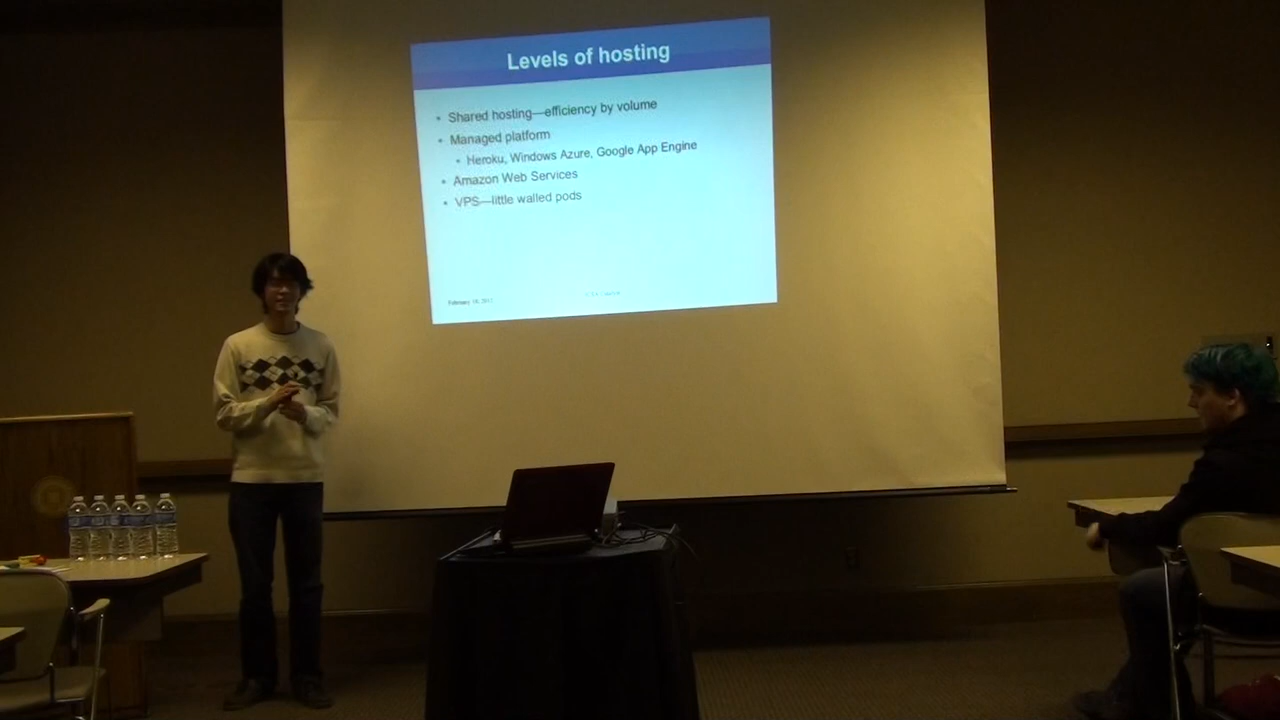 Levels of hosting
• Shared hosting—efficiency by volume
• Managed platform
• Heroku, Windows Azure, Google App Engine
• Amazon Web Services
• VPS—little walled pods